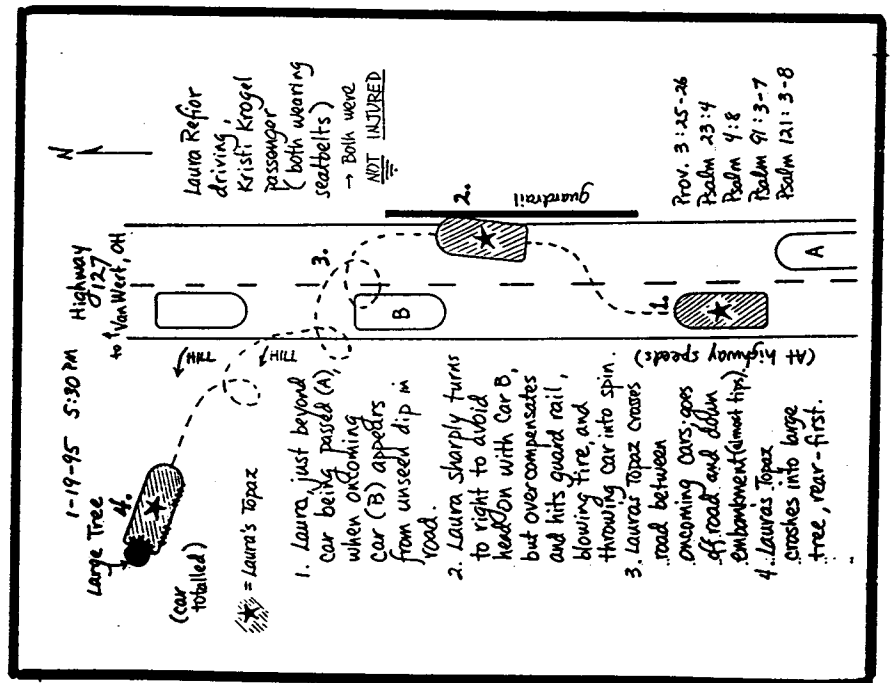 1-19-95 5:30 PM
Highway
127
to ↑Van Wert, OH
N
Laura Refior
driving,
Kristi Krogel
passenger
(both wearing
seatbelts)
→ Both were
NOT INJURED
Large Tree
4.
(car
totalled)
HILL
HILL
3.
2.
guardrail
B
1.
A
(At highway speeds)
Prov. 3:25-26
Psalm 23:4
Psalm 4:8
Psalm 91:3-7
Psalm 121:3-8
= Laura's Topaz
1. Laura, just beyond
car being passed (A),
when oncoming
car (B) appears
from unseen dip in
road.
2. Laura sharply turns
to right to avoid
head on with Car B,
but overcompensates
and hits guard rail,
blowing tire, and
throwing car into spin.
3. Lauras Topaz crosses
road between
oncoming cars; goes
off road and down
embankment (almost tips).
4. Laura's Topaz
crashes into large
tree, rear-first.